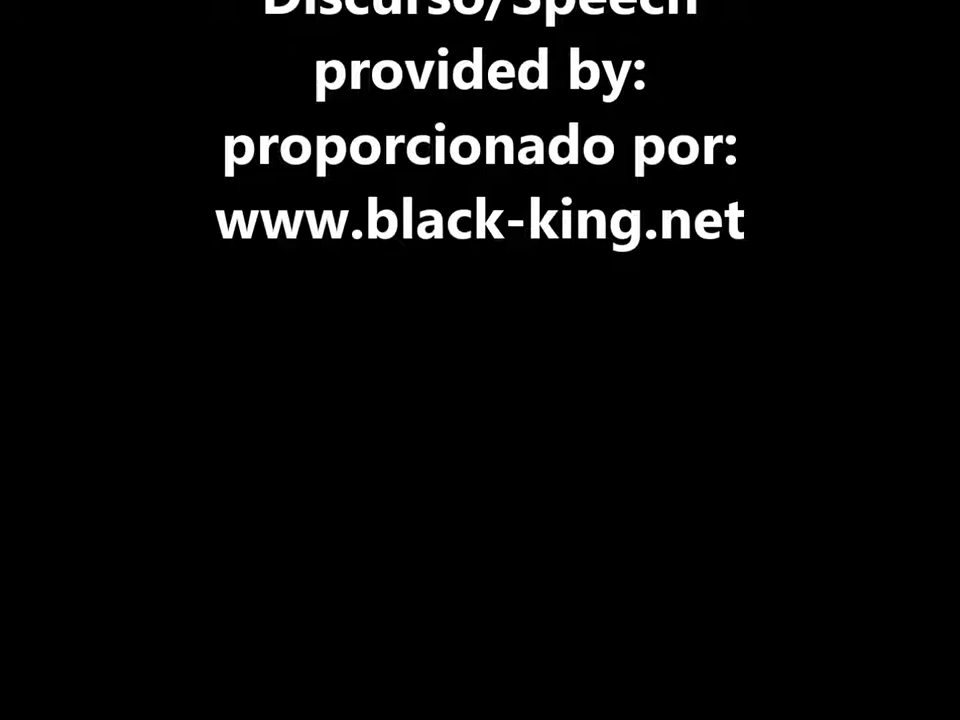 Discurso/Speech
provided by:
proporcionado por:
www.black-king.net